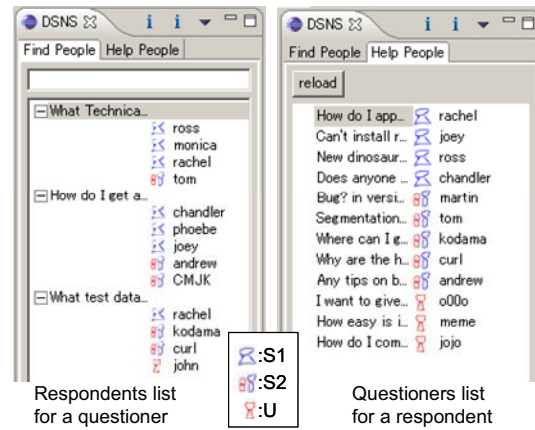 DSNS
Find People Help People
What Technica...
ross
monica
rachel
tom
How do I get a...
chandler
phoebe
joey
andrew
CMJK
What test data...
rachel
kodama
curl
john
Respondents list
for a questioner
:S1
:S2
:U
DSNS
Find People Help People
reload
How do I app... rachel
Can't install r... joey
New dinosaur... ross
Does anyone ... chandler
Bug? in versi... martin
Segmentation... tom
Where can I g... kodama
Why are the h... curl
Any tips on b... andrew
I want to give... o00o
How easy is i... meme
How do I com... jojo
Questioners list
for a respondent